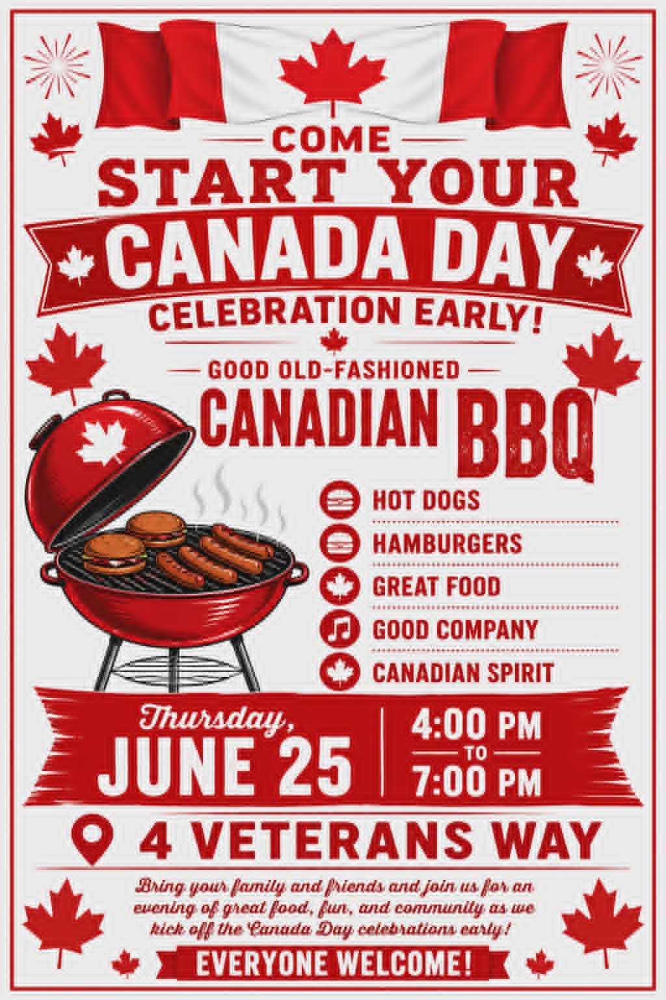 COME
START YOUR
CANADA DAY
CELEBRATION EARLY!
GOOD OLD-FASHIONED
CANADIAN BBQ
HOT DOGS
HAMBURGERS
GREAT FOOD
GOOD COMPANY
CANADIAN SPIRIT
Thursday,
JUNE 25
4:00 PM
TO
7:00 PM
4 VETERANS WAY
Bring your family and friends and join us for an
evening of great food, fun, and community as we
kick off the Canada Day celebrations early!
EVERYONE WELCOME!